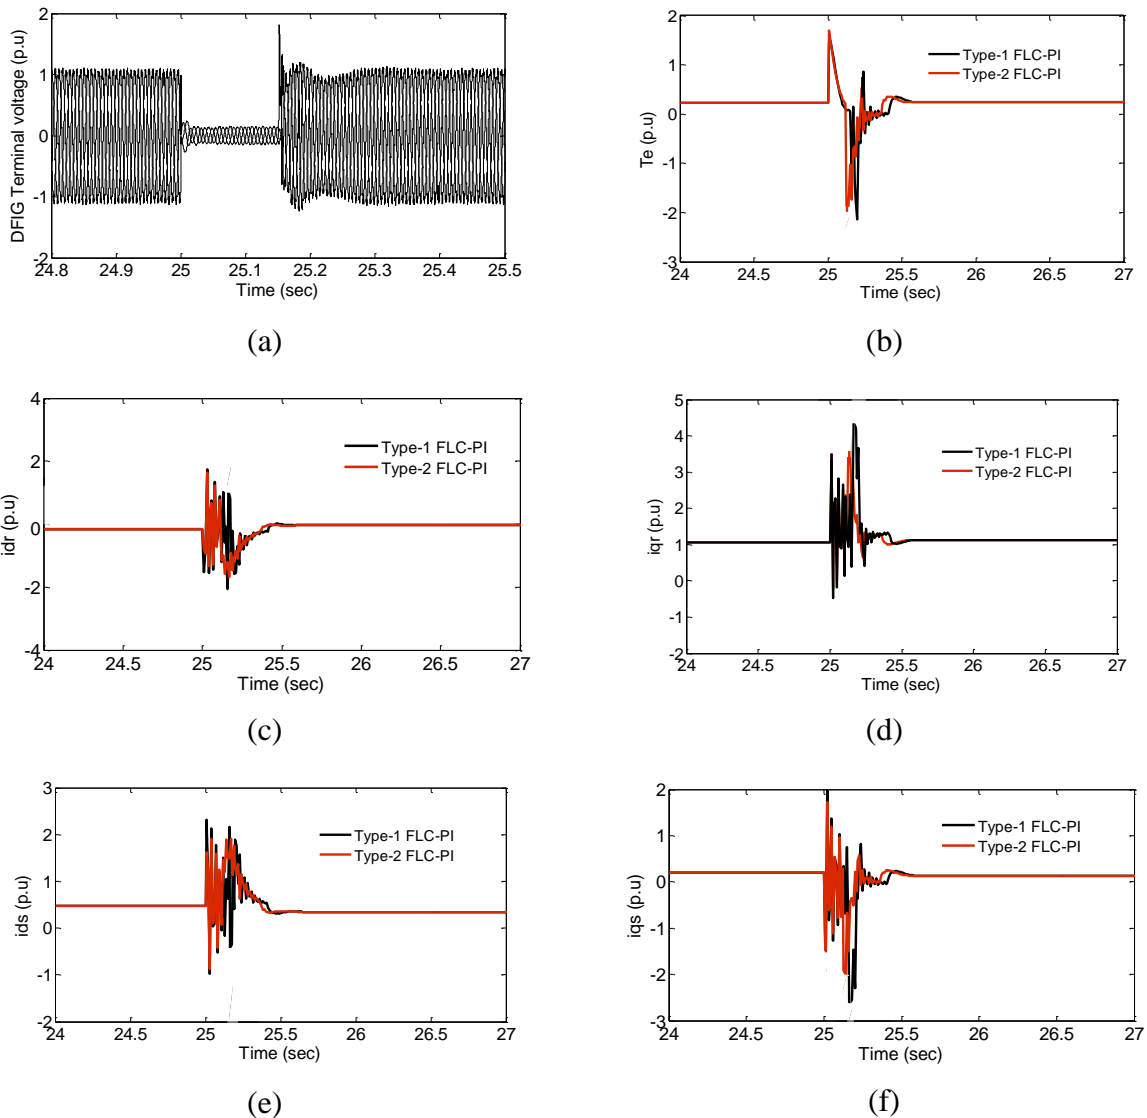 2
1
0
-1
-2
DFIG Terminal voltage (p.u)
24.8 24.9 25 25.1 25.2 25.3 25.4 25.5
Time (sec)
(a)
2
1
0
-1
-2
-3
Te (p.u)
Type-1 FLC-PI
Type-2 FLC-PI
24 24.5 25 25.5 26 26.5 27
Time (sec)
(b)
4
2
0
-2
-4
idr (p.u)
Type-1 FLC-PI
Type-2 FLC-PI
24 24.5 25 25.5 26 26.5 27
Time (sec)
(c)
5
4
3
2
1
0
-1
-2
iqr (p.u)
Type-1 FLC-PI
Type-2 FLC-PI
24 24.5 25 25.5 26 26.5 27
Time (sec)
(d)
3
2
1
0
-1
-2
ids (p.u)
Type-1 FLC-PI
Type-2 FLC-PI
24 24.5 25 25.5 26 26.5 27
Time (sec)
(e)
2
1
0
-1
-2
-3
iqs (p.u)
Type-1 FLC-PI
Type-2 FLC-PI
24 24.5 25 25.5 26 26.5 27
Time (sec)
(f)